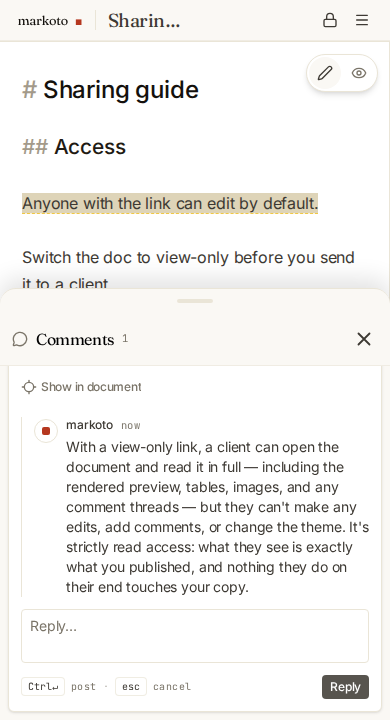 markoto
Sharin...
# Sharing guide
## Access
Anyone with the link can edit by default.
Switch the doc to view-only before you send
it to a client
Comments 1
Show in document
markoto now
With a view-only link, a client can open the
document and read it in full — including the
rendered preview, tables, images, and any
comment threads — but they can't make any
edits, add comments, or change the theme. It's
strictly read access: what they see is exactly
what you published, and nothing they do on
their end touches your copy.
Reply...
Ctrl↵ post · esc cancel
Reply